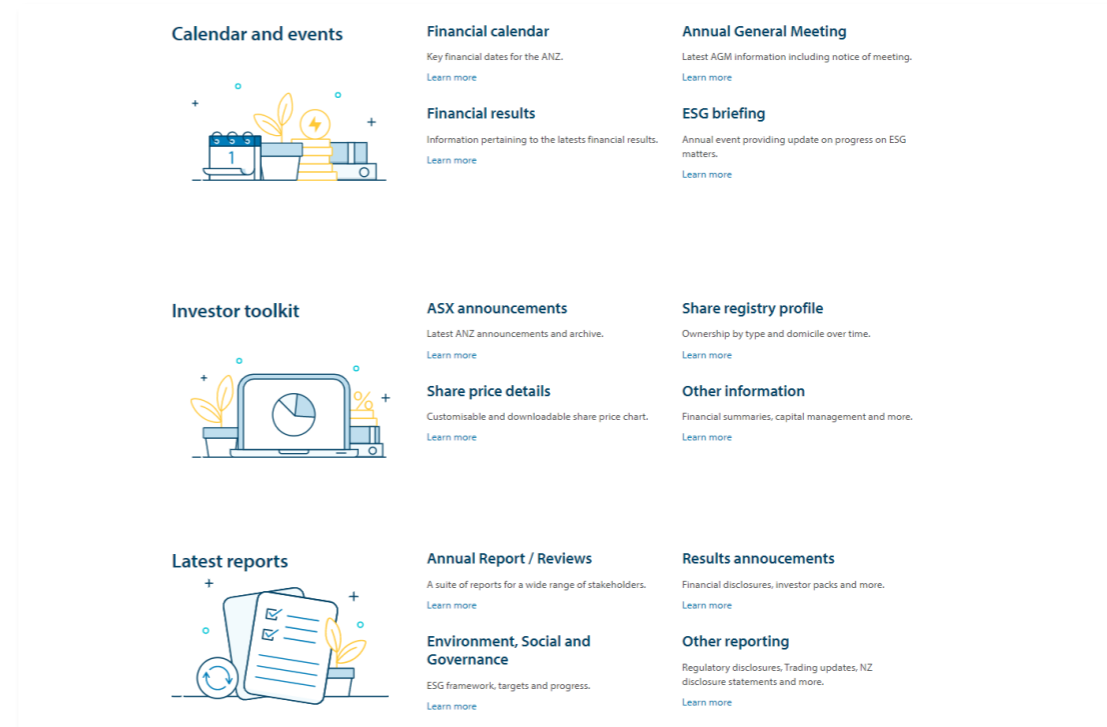 Calendar and events
Financial calendar
Key financial dates for the ANZ.
Learn more
Annual General Meeting
Latest AGM information including notice of meeting.
Learn more
Financial results
Information pertaining to the latests financial results.
Learn more
ESG briefing
Annual event providing update on progress on ESG
matters.
Learn more
S S S
1
Investor toolkit
ASX announcements
Latest ANZ announcements and archive.
Learn more
Share registry profile
Ownership by type and domicile over time.
Learn more
Share price details
Customisable and downloadable share price chart.
Learn more
Other information
Financial summaries, capital management and more.
Learn more
%
Latest reports
Annual Report / Reviews
A suite of reports for a wide range of stakeholders.
Learn more
Results annoucements
Financial disclosures, investor packs and more.
Learn more
Environment, Social and
Governance
ESG framework, targets and progress.
Learn more
Other reporting
Regulatory disclosures, Trading updates, NZ
disclosure statements and more.
Learn more